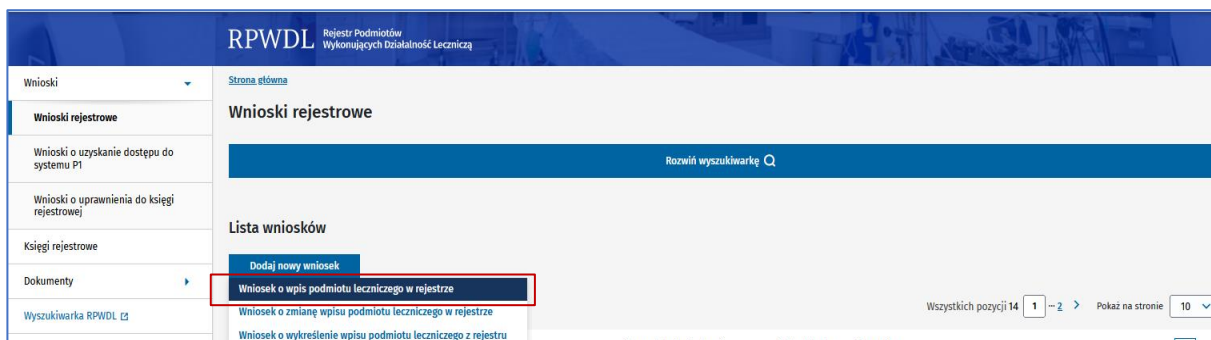 RPWDL Rejestr Podmiotów
Wykonujących Działalność Leczniczą
Wnioski
Wnioski rejestrowe
Wnioski o uzyskanie dostępu do
systemu P1
Wnioski o uprawnienia do księgi
rejestrowej
Księgi rejestrowe
Dokumenty
Wyszukiwarka RPWDL
Strona główna
Wnioski rejestrowe
Rozwiń wyszukiwarkę
Lista wniosków
Dodaj nowy wniosek
Wniosek o wpis podmiotu leczniczego w rejestrze
Wniosek o zmianę wpisu podmiotu leczniczego w rejestrze
Wniosek o wykreślenie wpisu podmiotu leczniczego z rejestru
Wszystkich pozycji 14 1 ... 2 > Pokaż na stronie 10